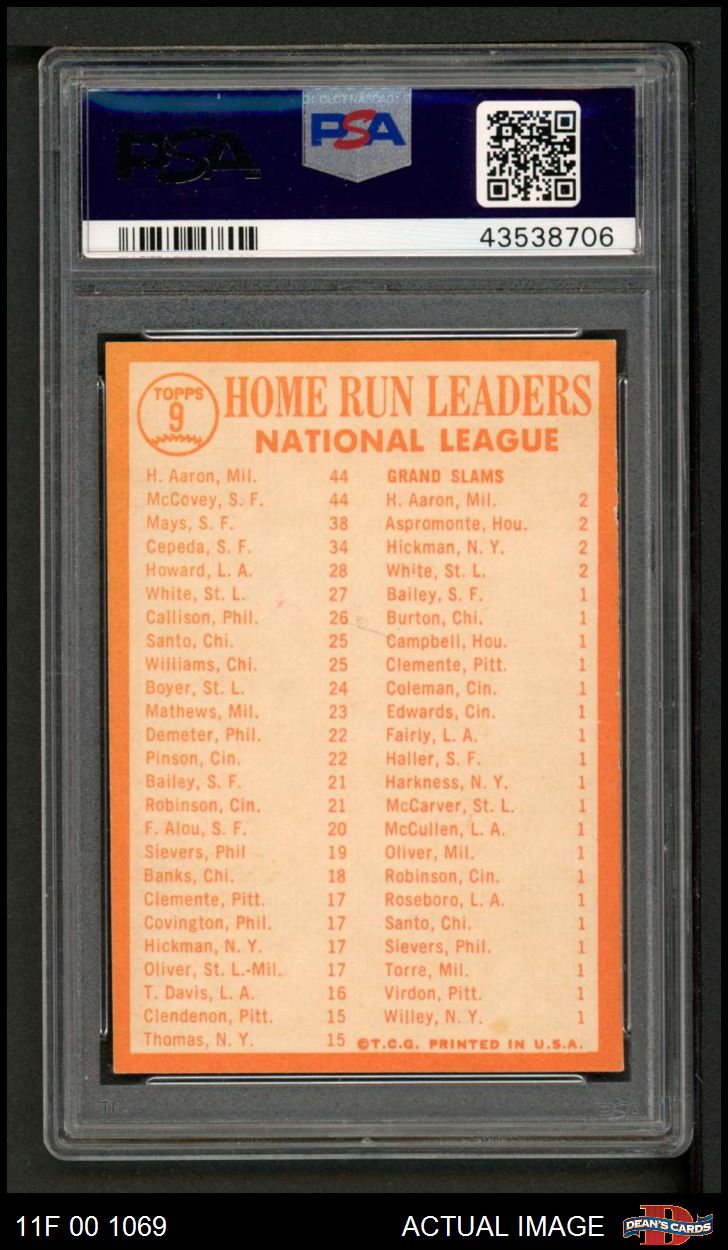 PSA
PSA
43538706
TOPPS
9
HOME RUN LEADERS
NATIONAL LEAGUE
H. Aaron, Mil. 44
McCovey, S. F. 44
Mays, S. F. 38
Cepeda, S. F. 34
Howard, L. A. 28
White, St. L. 27
Callison, Phil. 26
Santo, Chi. 25
Williams, Chi. 25
Boyer, St. L. 24
Mathews, Mil. 23
Demeter, Phil. 22
Pinson, Cin. 22
Bailey, S. F. 21
Robinson, Cin. 21
F. Alou, S. F. 20
Sievers, Phil 19
Banks, Chi. 18
Clemente, Pitt. 17
Covington, Phil. 17
Hickman, N. Y. 17
Oliver, St. L.-Mil. 17
T. Davis, L. A. 16
Clendenon, Pitt. 15
Thomas, N. Y. 15
GRAND SLAMS
H. Aaron, Mil. 2
Aspromonte, Hou. 2
Hickman, N. Y. 2
White, St. L. 2
Bailey, S. F. 1
Burton, Chi. 1
Campbell, Hou. 1
Clemente, Pitt. 1
Coleman, Cin. 1
Edwards, Cin. 1
Fairly, L. A. 1
Haller, S. F. 1
Harkness, N. Y. 1
McCarver, St. L. 1
McCullen, L. A. 1
Oliver, Mil. 1
Robinson, Cin. 1
Roseboro, L. A. 1
Santo, Chi. 1
Sievers, Phil. 1
Torre, Mil. 1
Virdon, Pitt. 1
Willey, N. Y. 1
©T.C.G. PRINTED IN U.S.A.
11F 00 1069
ACTUAL IMAGE
DEAN'S CARDS